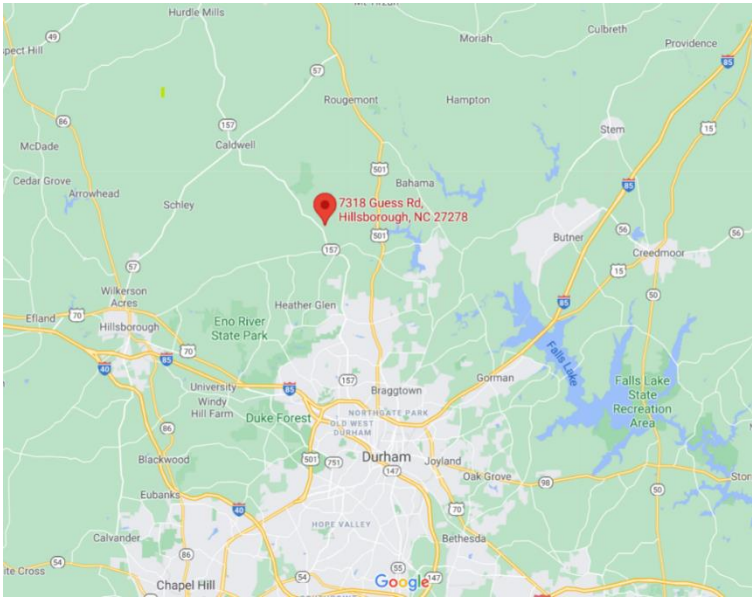 Hurdle Mills
Moriah
Culbreth
Providence
49
57
85
Rougemont
Hampton
86
157
Stem
15
McDade
Caldwell
501
Cedar Grove
Arrowhead
Schley
7318 Guess Rd,
Hillsborough, NC 27278
Bahama
85
501
56
56
157
Butner
Creedmoor
57
15
Wilkerson
Acres
Heather Glen
50
85
Efland
70
Hillsborough
Eno River
State Park
70
40
85
Falls Lake
Falls Lake
State
Recreation
Area
University
85
157
Braggtown
Gorman
Windy
Hill Farm
Duke Forest
NORTHGATE PARK
OLD WEST
DURHAM
86
Durham
Joyland
Blackwood
501
751
147
Oak Grove
98
Eubanks
50
40
70
HOPE VALLEY
Calvander
Bethesda
86
54
54
55
Chapel Hill
54
Google
147